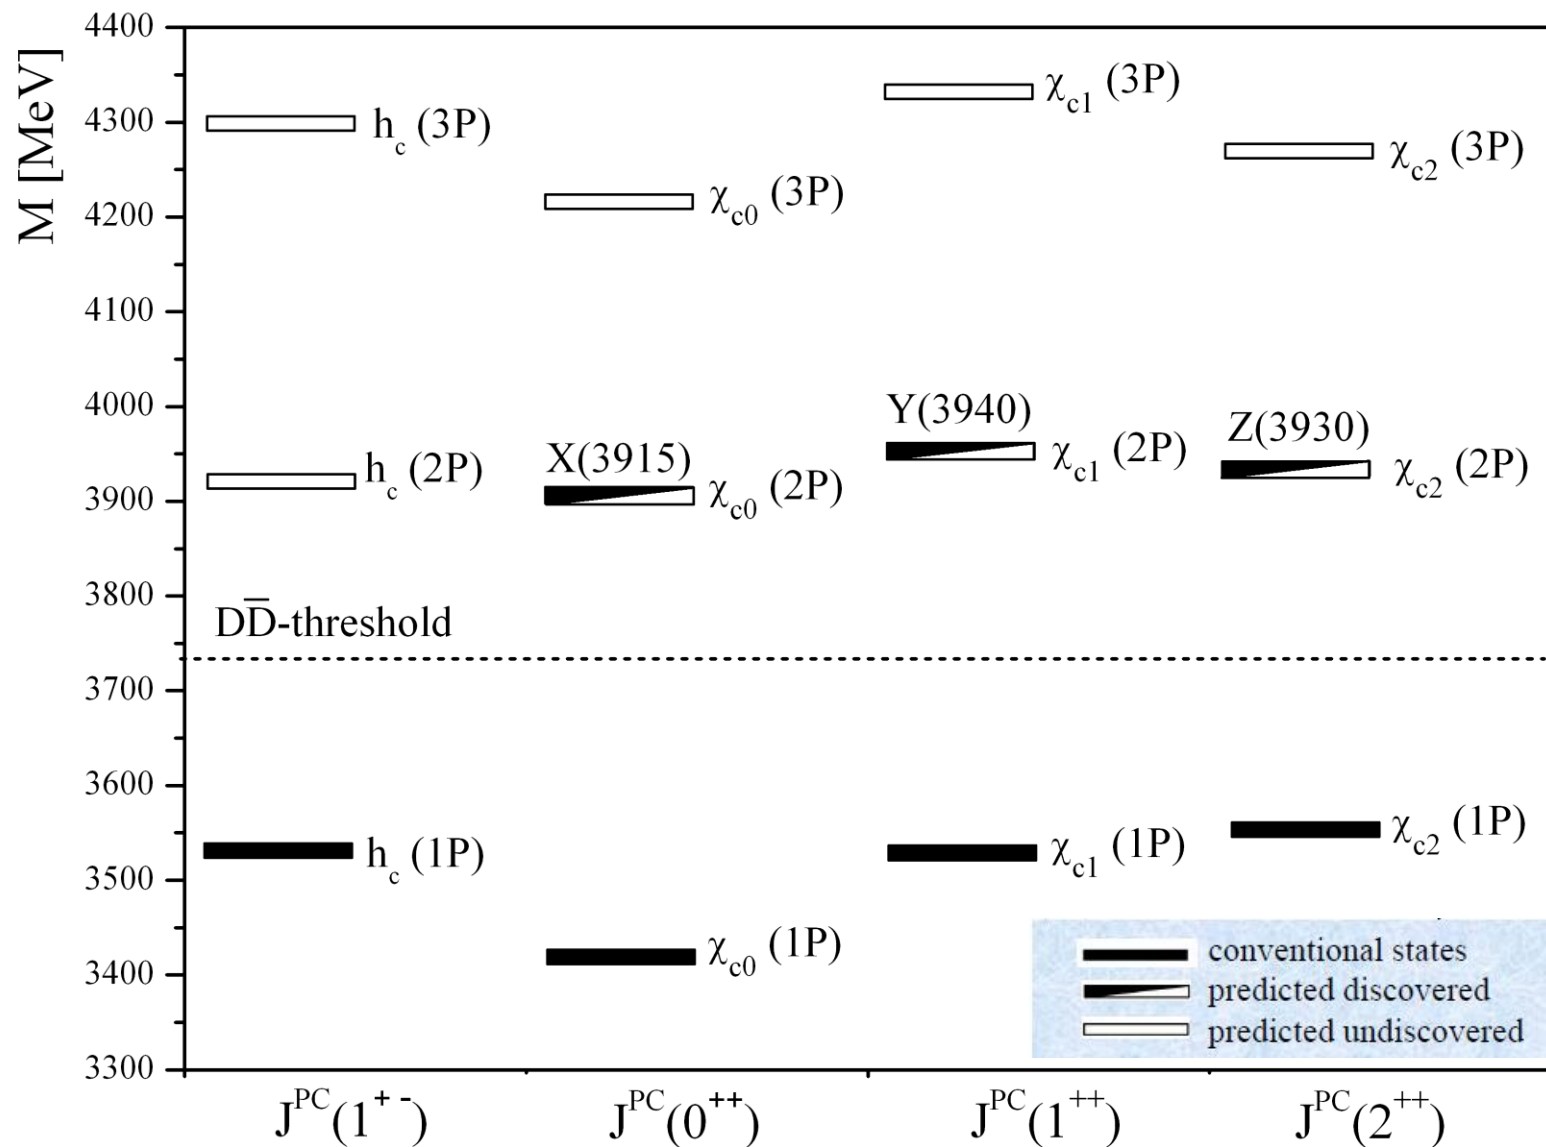 M [MeV]
4400
4300
4200
4100
4000
3900
3800
3700
3600
3500
3400
3300
h_c (3P)
χ_c0 (3P)
χ_c1 (3P)
χ_c2 (3P)
h_c (2P)
X(3915)
χ_c0 (2P)
Y(3940)
χ_c1 (2P)
Z(3930)
χ_c2 (2P)
DD̅-threshold
h_c (1P)
χ_c0 (1P)
χ_c1 (1P)
χ_c2 (1P)
conventional states
predicted discovered
predicted undiscovered
J^PC(1^+ -)
J^PC(0^++)
J^PC(1^++)
J^PC(2^++)